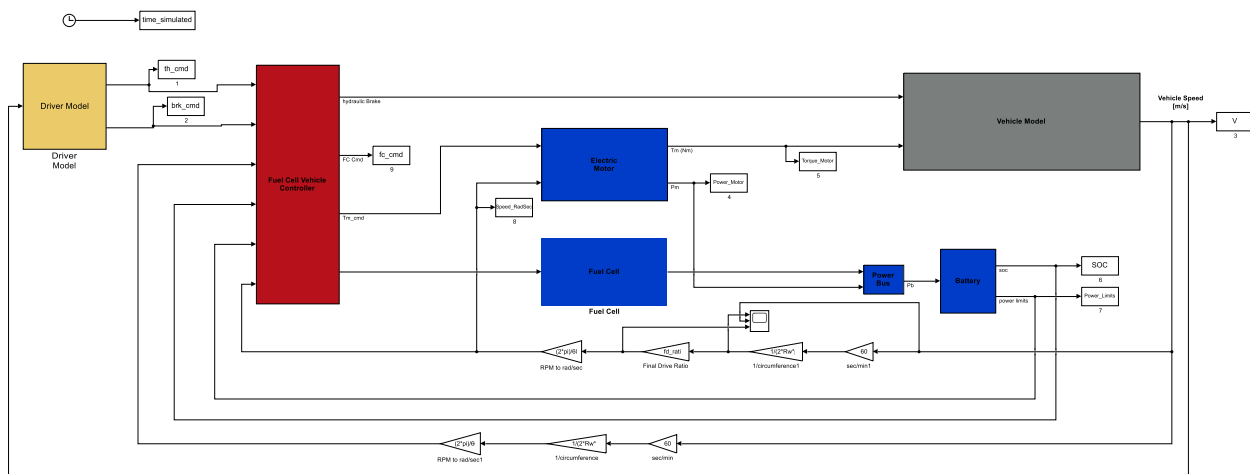 time_simulated
Driver Model
Driver
Model
th_cmd
1
brk_cmd
2
Fuel Cell Vehicle
Controller
hydraulic Brake
FC Cmd
fc_cmd
9
Tm_cmd
Electric
Motor
Tm (Nm)
Pm
Torque_Motor
5
Power_Motor
4
Speed_RadSec
8
Vehicle Model
Vehicle Speed
[m/s]
V
3
Fuel Cell
Fuel Cell
Power
Bus
Pb
Battery
soc
power limits
SOC
6
Power_Limits
7
(2*pi)/6
RPM to rad/sec
fd_rati
Final Drive Ratio
1/(2*Rw*
1/circumference1
60
sec/min1
(2*pi)/6
RPM to rad/sec1
1/(2*Rw*
1/circumference
60
sec/min